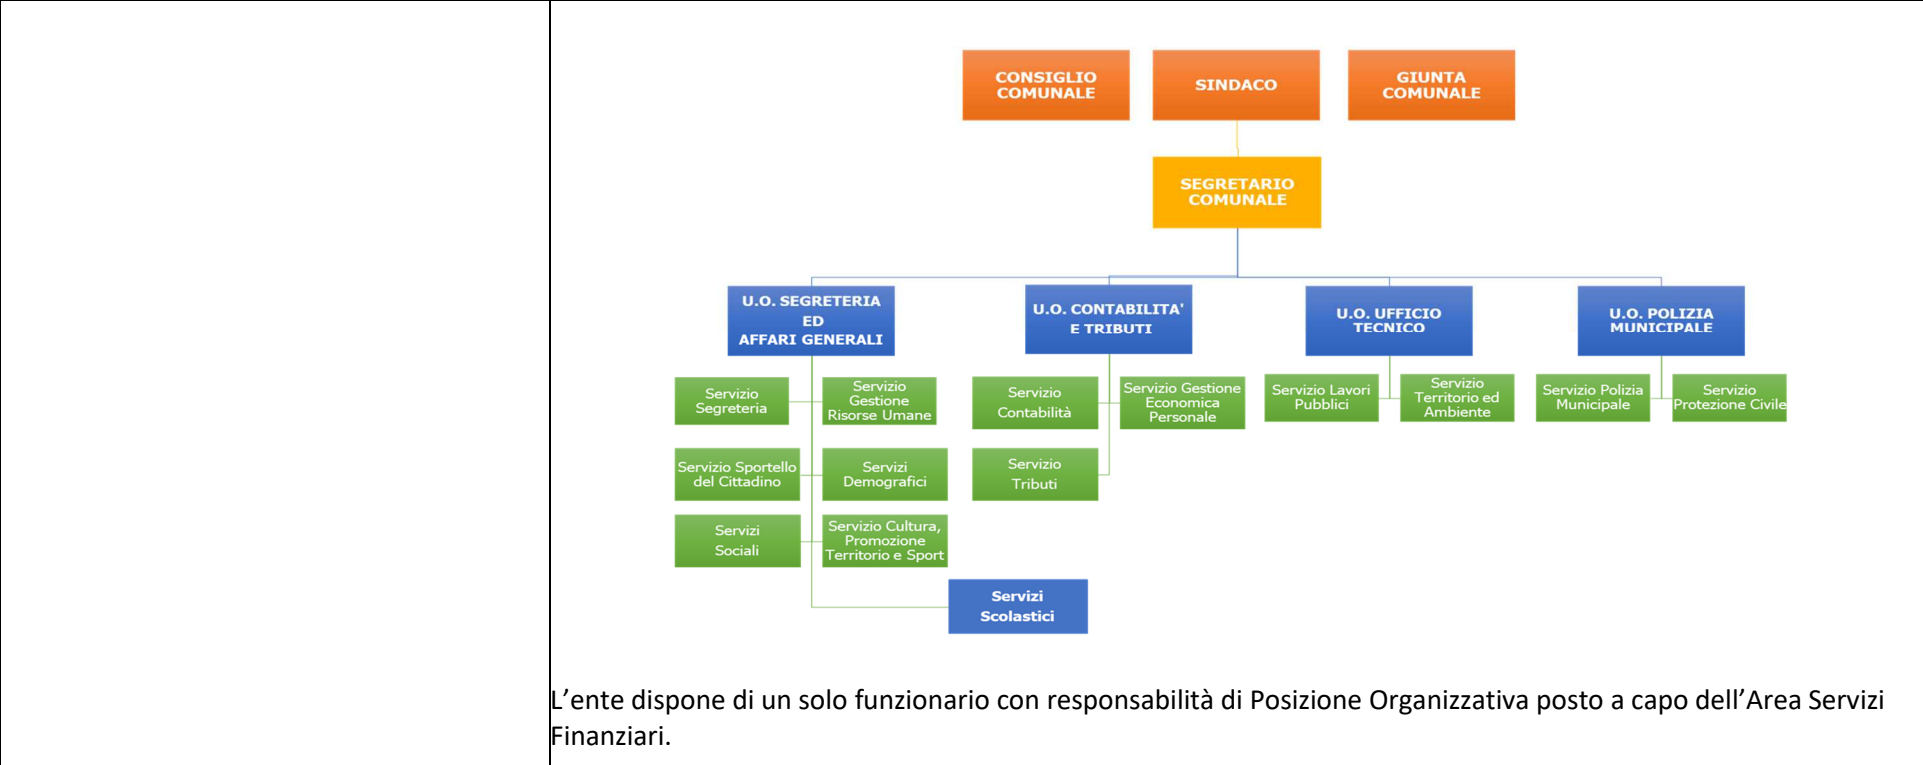 CONSIGLIO
COMUNALE
SINDACO
GIUNTA
COMUNALE
SEGRETARIO
COMUNALE
U.O. SEGRETERIA
ED
AFFARI GENERALI
U.O. CONTABILITA'
E TRIBUTI
U.O. UFFICIO
TECNICO
U.O. POLIZIA
MUNICIPALE
Servizio
Segreteria
Servizio
Gestione
Risorse Umane
Servizio
Contabilità
Servizio Gestione
Economica
Personale
Servizio Lavori
Pubblici
Servizio
Territorio ed
Ambiente
Servizio Polizia
Municipale
Servizio
Protezione Civile
Servizio Sportello
del Cittadino
Servizi
Demografici
Servizio
Tributi
Servizi
Sociali
Servizio Cultura,
Promozione
Territorio e Sport
Servizi
Scolastici
L’ente dispone di un solo funzionario con responsabilità di Posizione Organizzativa posto a capo dell’Area Servizi
Finanziari.